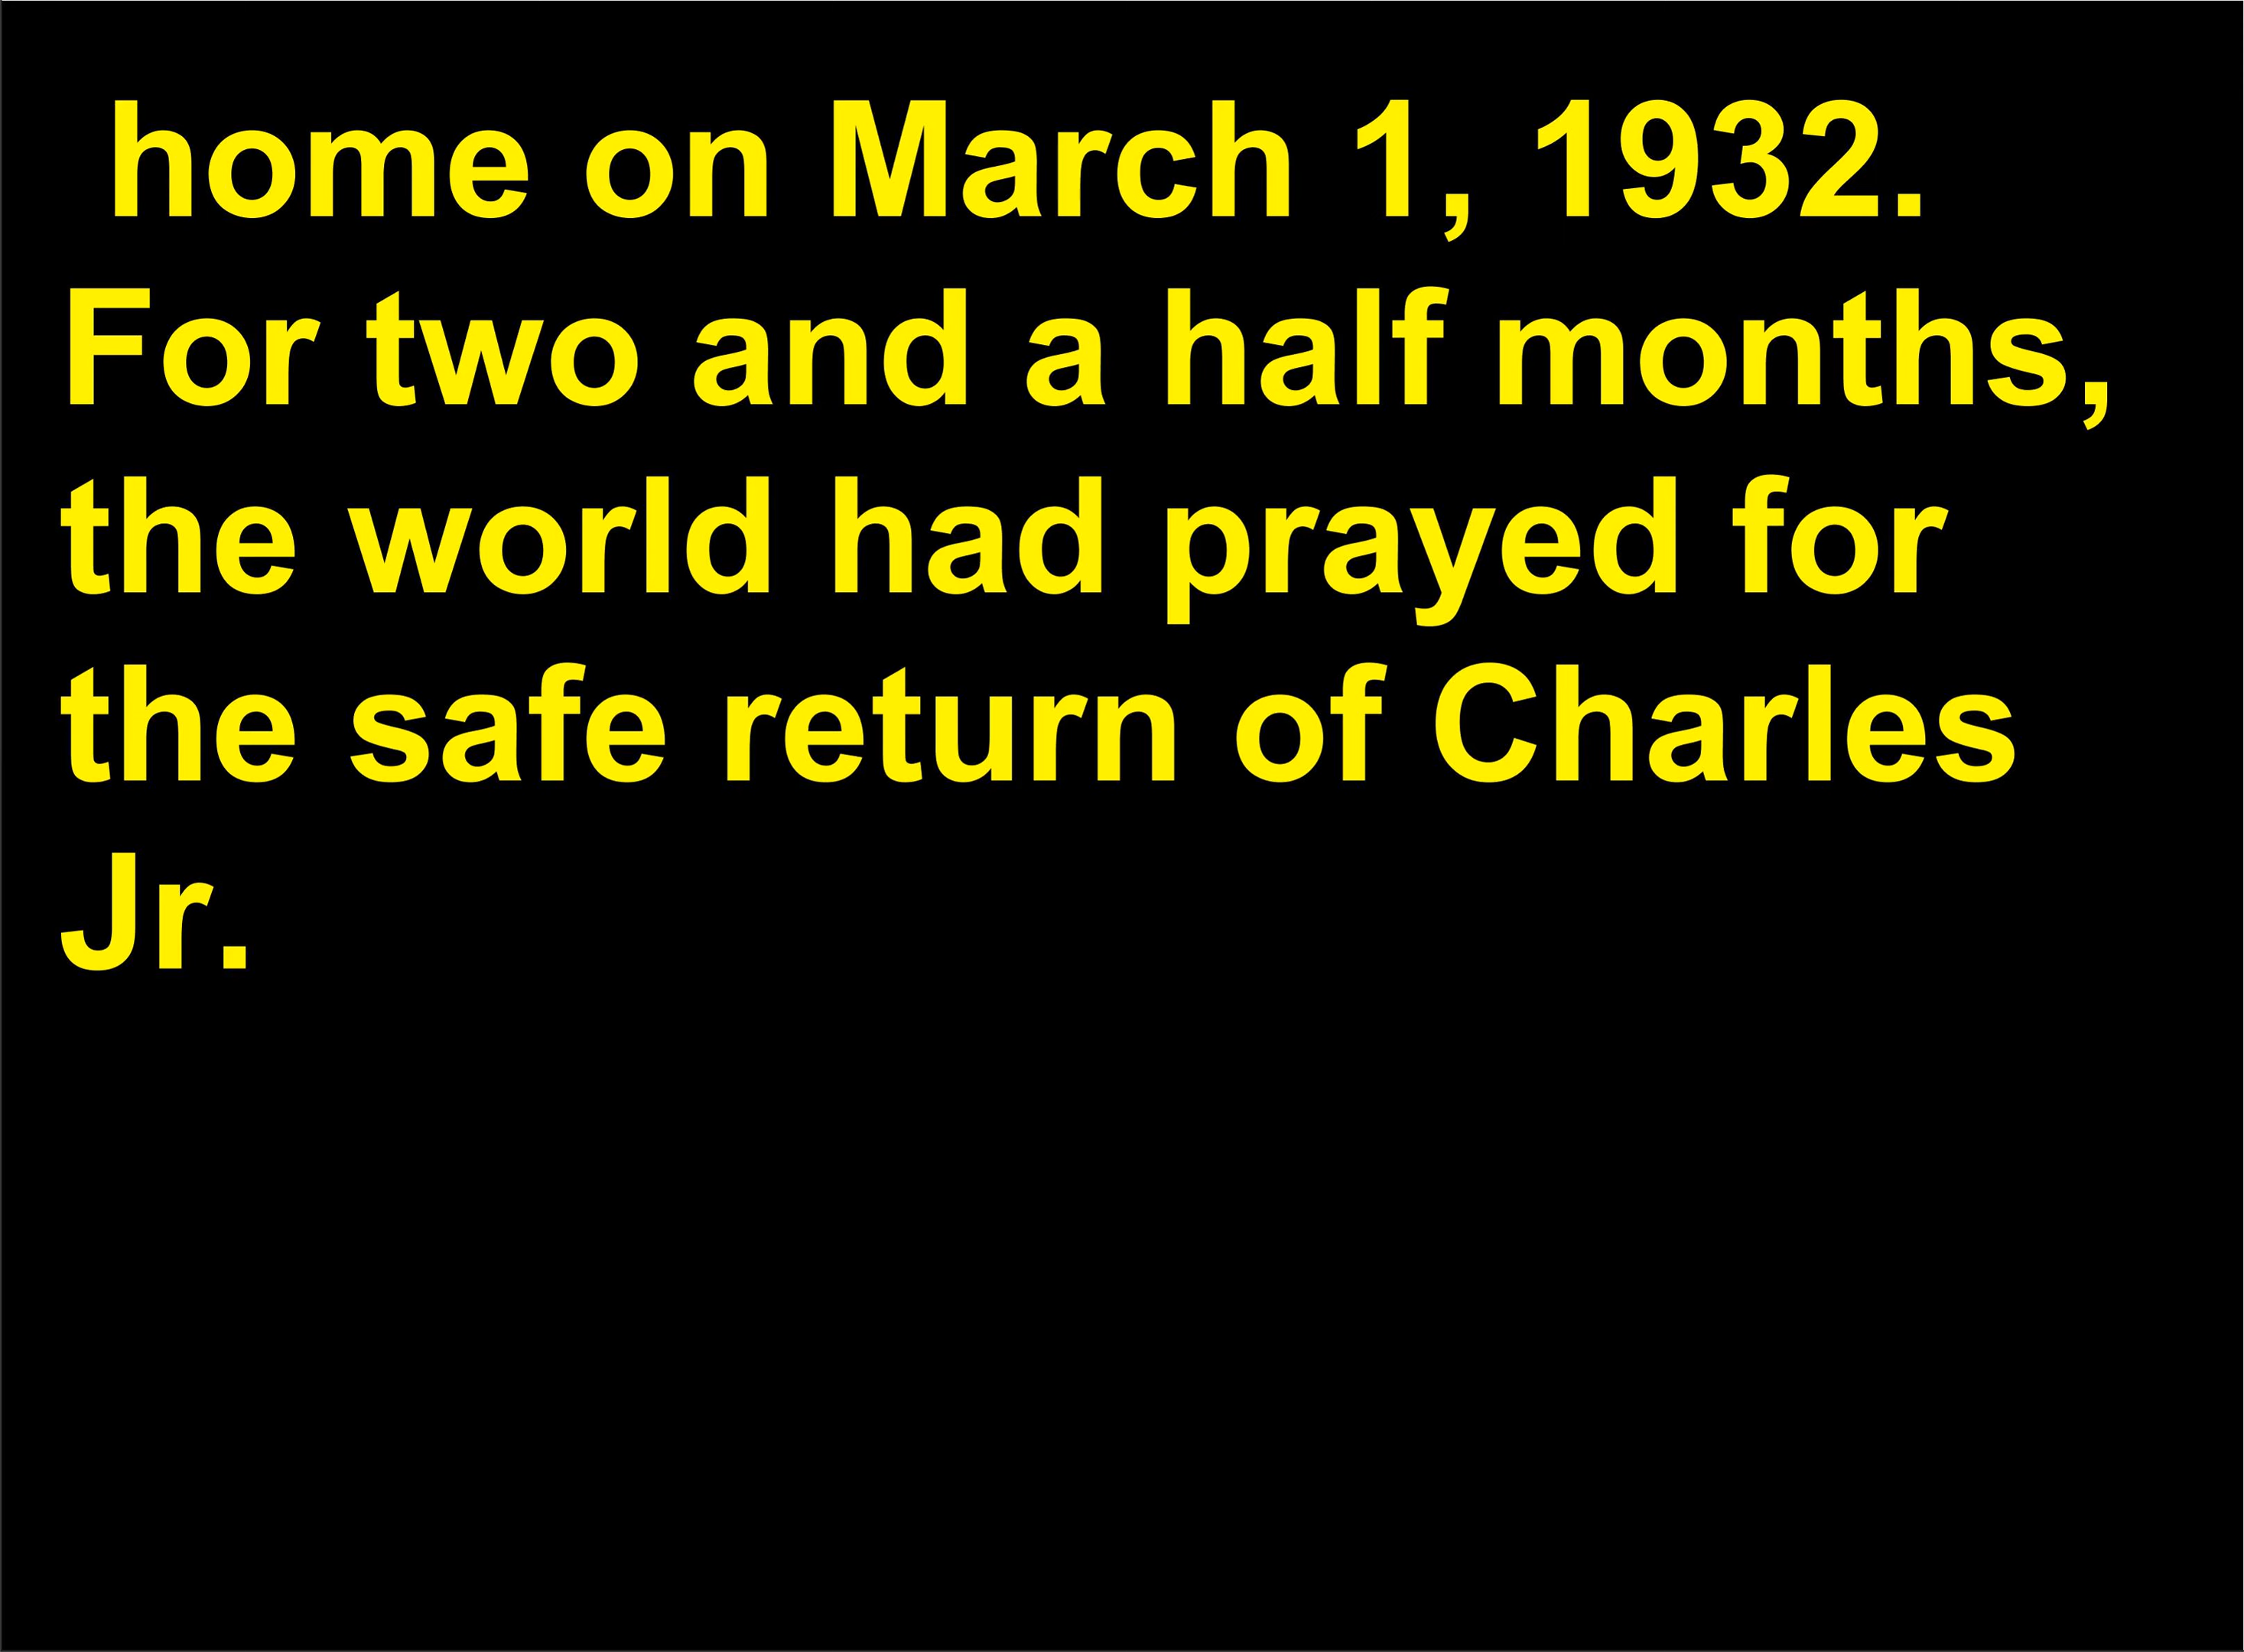 home on March 1, 1932.
For two and a half months,
the world had prayed for
the safe return of Charles
Jr.